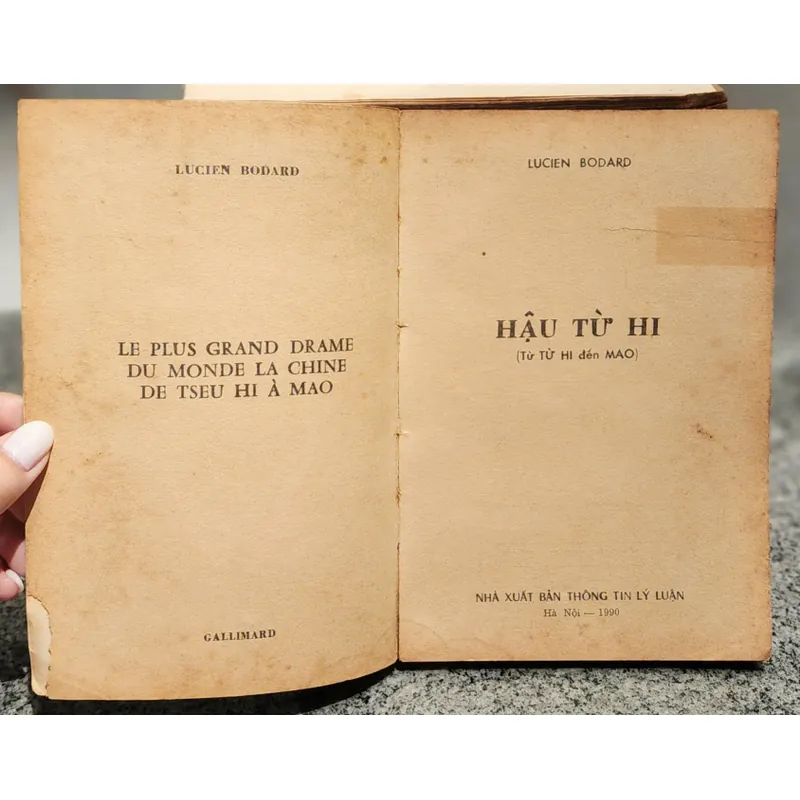 LUCIEN BODARD
LE PLUS GRAND DRAME
DU MONDE LA CHINE
DE TSEU HI À MAO
GALLIMARD
LUCIEN BODARD
HẬU TỪ HI
(Từ TỪ HI đến MAO)
NHÀ XUẤT BẢN THÔNG TIN LÝ LUẬN
Hà Nội — 1990